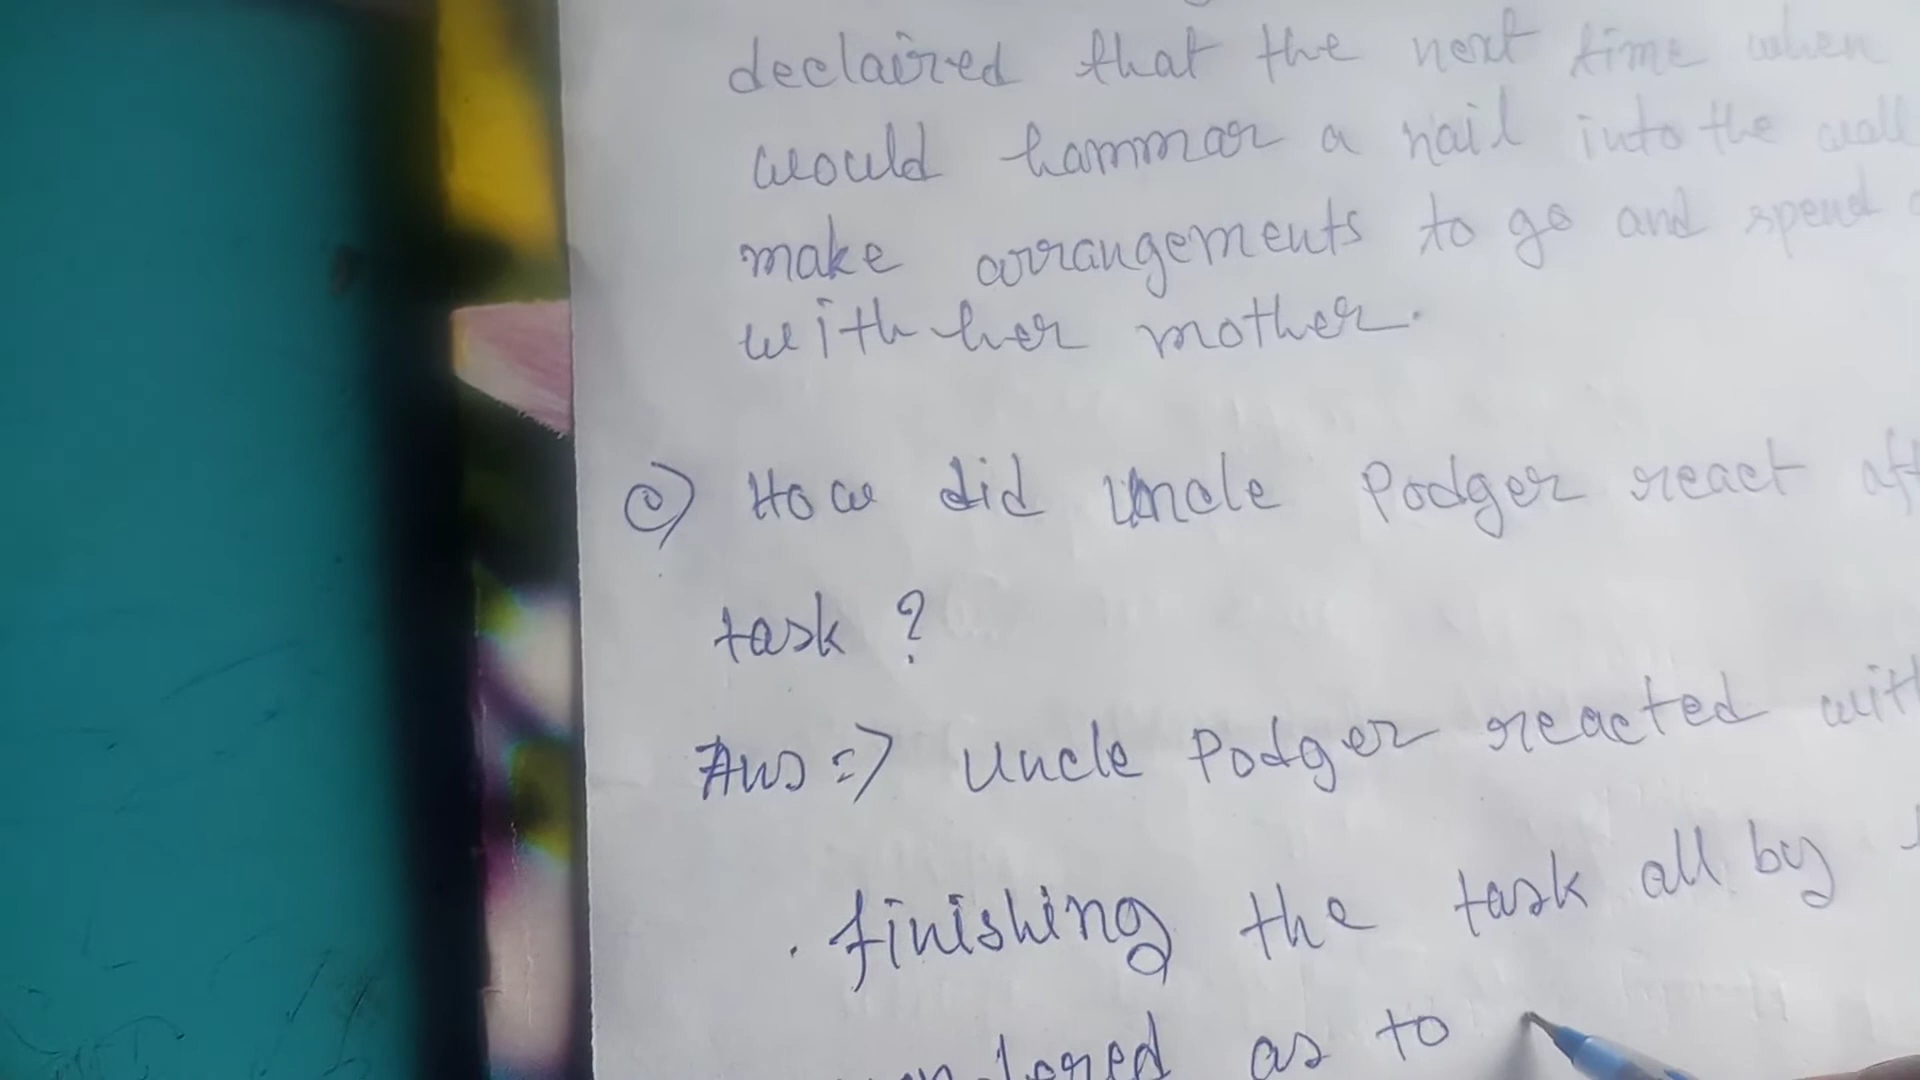 declaired that the next time when
would hammar a nail into the wall
make arrangements to go and spend
with her mother.
c) How did Uncle Podger react
task ?
Ans => Uncle Podger reacted
finishing the task all by
as to